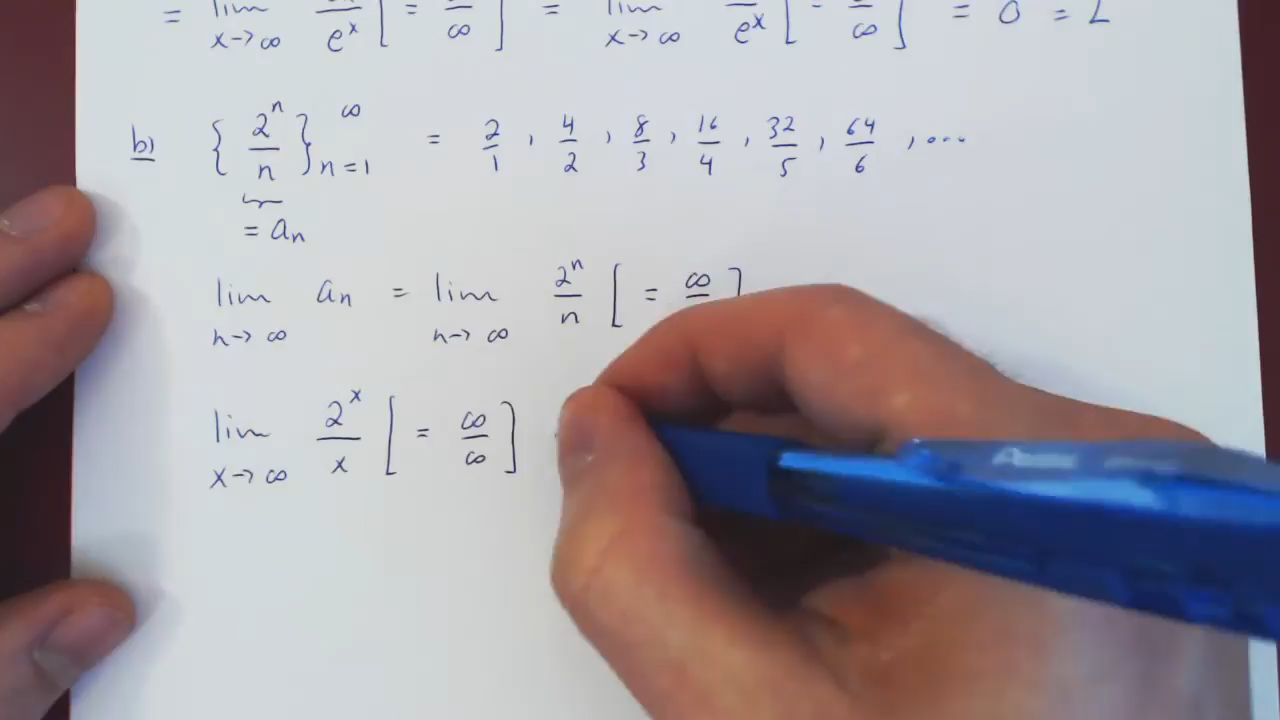 = lim x→∞ e^x [ = ∞ ] = lim x→∞ e^x [ = ∞ ] = 0 = L
b) { 2^n / n }_{n=1}^∞ = 2/1 , 4/2 , 8/3 , 16/4 , 32/5 , 64/6 , ...
= a_n
lim n→∞ a_n = lim n→∞ 2^n / n [ = ∞ ]
lim x→∞ 2^x / x [ = ∞/∞ ]